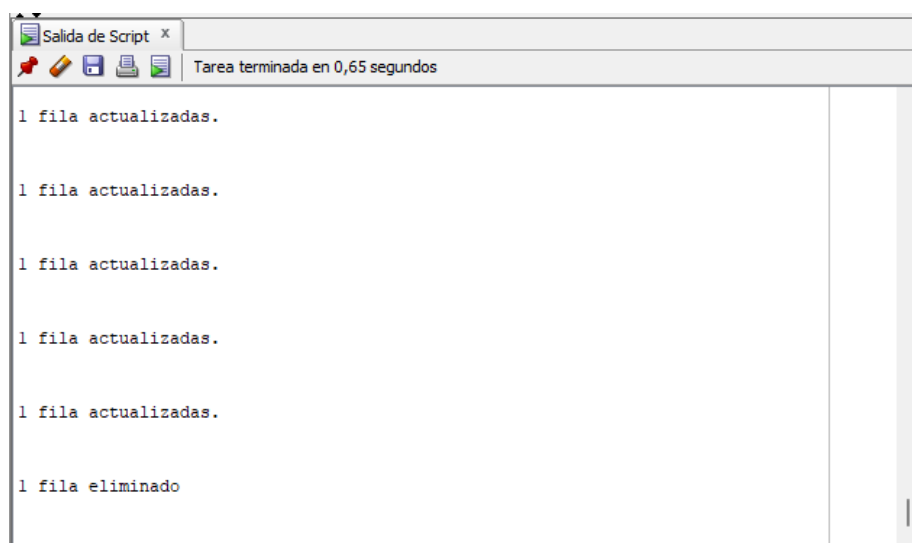 Salida de Script x
Tarea terminada en 0,65 segundos
1 fila actualizadas.
1 fila actualizadas.
1 fila actualizadas.
1 fila actualizadas.
1 fila actualizadas.
1 fila eliminado